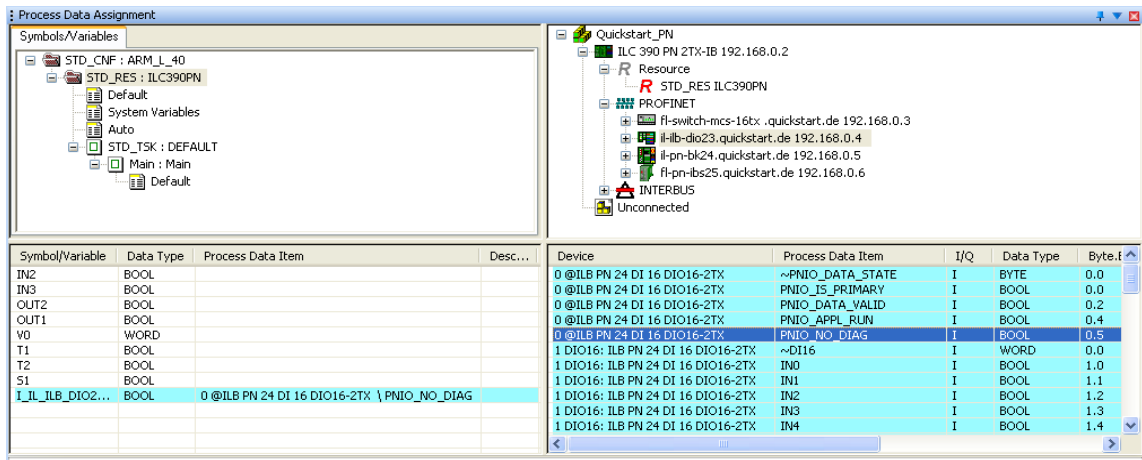 Process Data Assignment
Symbols/Variables
STD_CNF : ARM_L_40
STD_RES : ILC390PN
Default
System Variables
Auto
STD_TSK : DEFAULT
Main : Main
Default
Quickstart_PN
ILC 390 PN 2TX-IB 192.168.0.2
R Resource
R STD_RES ILC390PN
PROFINET
fl-switch-mcs-16tx .quickstart.de 192.168.0.3
il-ilb-dio23.quickstart.de 192.168.0.4
il-pn-bk24.quickstart.de 192.168.0.5
fl-pn-ibs25.quickstart.de 192.168.0.6
INTERBUS
Unconnected
Symbol/Variable Data Type Process Data Item Desc...
IN2 BOOL
IN3 BOOL
OUT2 BOOL
OUT1 BOOL
V0 WORD
T1 BOOL
T2 BOOL
S1 BOOL
I_IL_ILB_DIO2... BOOL 0 @ILB PN 24 DI 16 DIO16-2TX \ PNIO_NO_DIAG
Device Process Data Item I/Q Data Type Byte.E
0 @ILB PN 24 DI 16 DIO16-2TX ~PNIO_DATA_STATE I BYTE 0.0
0 @ILB PN 24 DI 16 DIO16-2TX PNIO_IS_PRIMARY I BOOL 0.0
0 @ILB PN 24 DI 16 DIO16-2TX PNIO_DATA_VALID I BOOL 0.2
0 @ILB PN 24 DI 16 DIO16-2TX PNIO_APPL_RUN I BOOL 0.4
0 @ILB PN 24 DI 16 DIO16-2TX PNIO_NO_DIAG I BOOL 0.5
1 DIO16: ILB PN 24 DI 16 DIO16-2TX ~DI16 I WORD 0.0
1 DIO16: ILB PN 24 DI 16 DIO16-2TX IN0 I BOOL 1.0
1 DIO16: ILB PN 24 DI 16 DIO16-2TX IN1 I BOOL 1.1
1 DIO16: ILB PN 24 DI 16 DIO16-2TX IN2 I BOOL 1.2
1 DIO16: ILB PN 24 DI 16 DIO16-2TX IN3 I BOOL 1.3
1 DIO16: ILB PN 24 DI 16 DIO16-2TX IN4 I BOOL 1.4